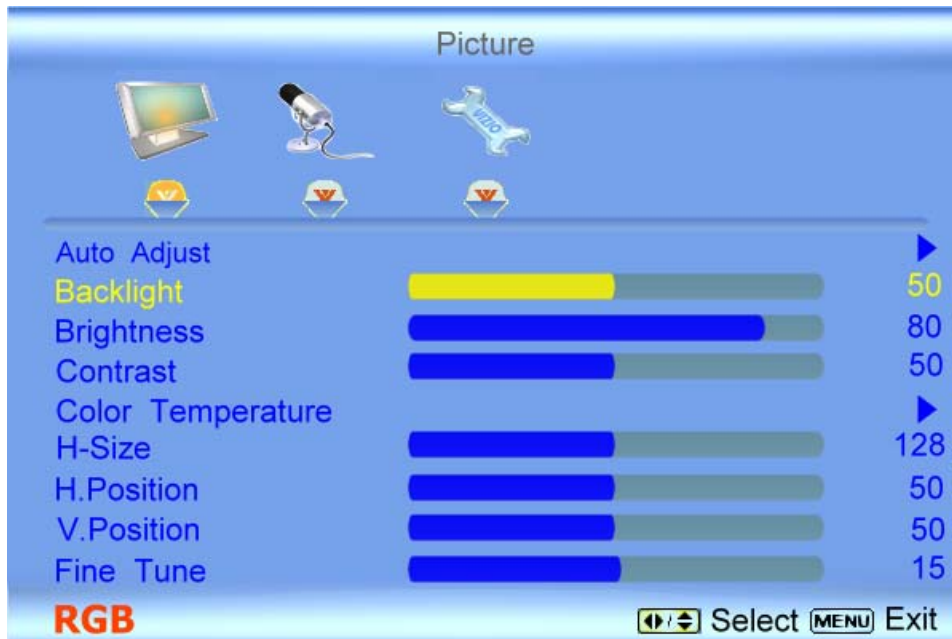 Picture
VIZIO
Auto Adjust
Backlight 50
Brightness 80
Contrast 50
Color Temperature
H-Size 128
H.Position 50
V.Position 50
Fine Tune 15
RGB Select MENU Exit